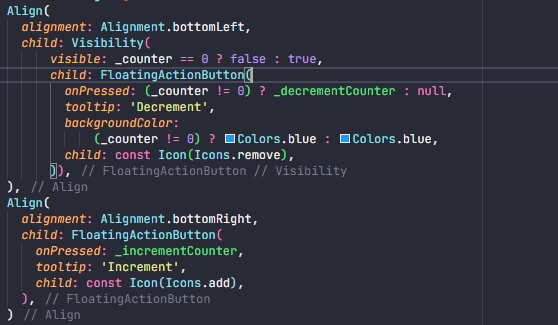 Align(
  alignment: Alignment.bottomLeft,
  child: Visibility(
      visible: _counter == 0 ? false : true,
      child: FloatingActionButton(
        onPressed: (_counter != 0) ? _decrementCounter : null,
        tooltip: 'Decrement',
        backgroundColor:
            (_counter != 0) ? Colors.blue : Colors.blue,
        child: const Icon(Icons.remove),
      )), // FloatingActionButton // Visibility
), // Align
Align(
  alignment: Alignment.bottomRight,
  child: FloatingActionButton(
    onPressed: _incrementCounter,
    tooltip: 'Increment',
    child: const Icon(Icons.add),
  ), // FloatingActionButton
) // Align